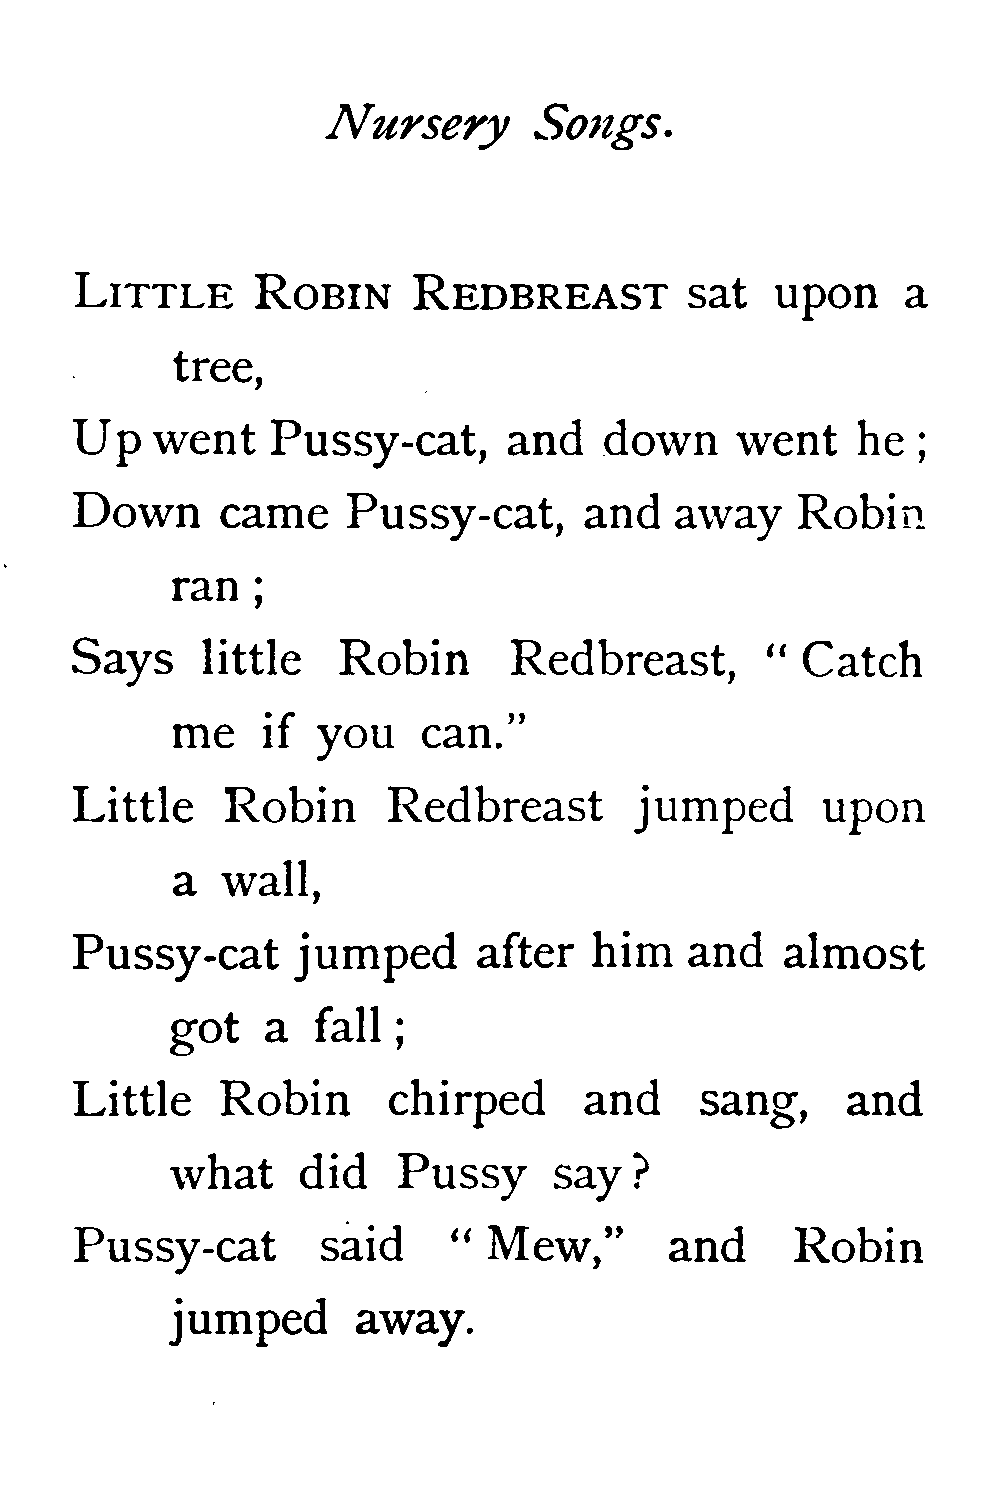 Nursery Songs.
LITTLE ROBIN REDBREAST sat upon a
tree,
Up went Pussy-cat, and down went he ;
Down came Pussy-cat, and away Robin
ran ;
Says little Robin Redbreast, “ Catch
me if you can.”
Little Robin Redbreast jumped upon
a wall,
Pussy-cat jumped after him and almost
got a fall ;
Little Robin chirped and sang, and
what did Pussy say ?
Pussy-cat said “ Mew,” and Robin
jumped away.